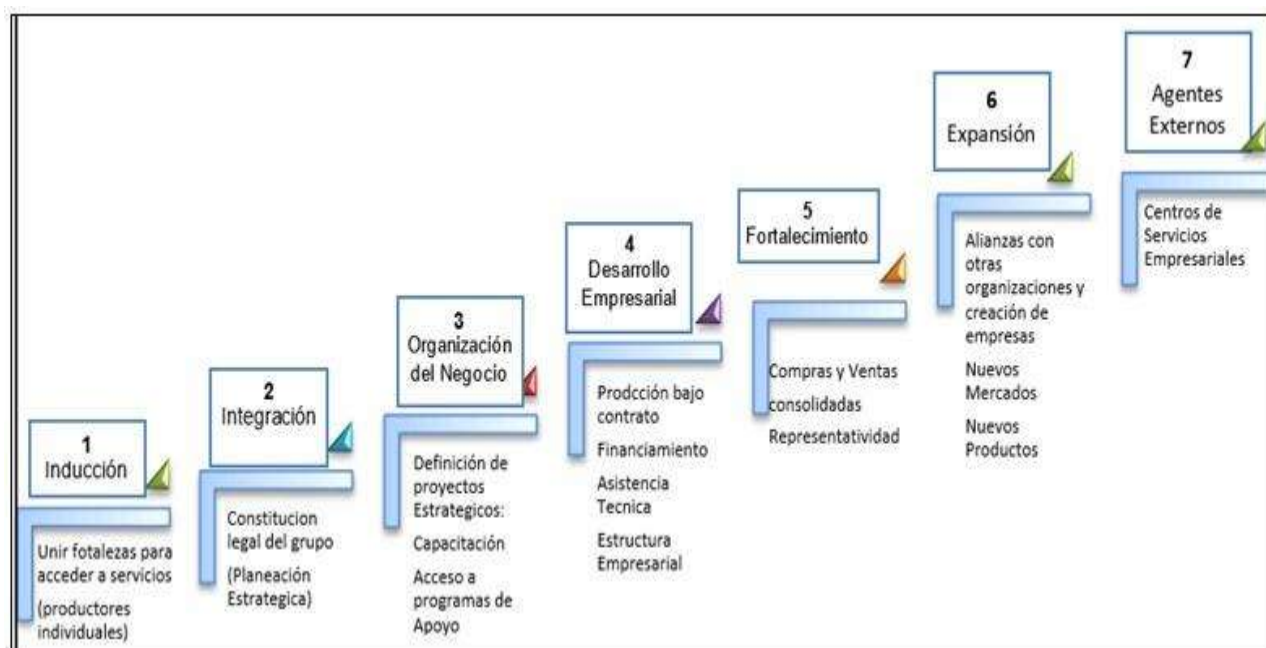 1
Inducción
Unir fotalezas para
acceder a servicios
(productores
individuales)
2
Integración
Constitucion
legal del grupo
(Planeación
Estrategica)
3
Organización
del Negocio
Definición de
proyectos
Estrategicos:
Capacitación
Acceso a
programas de
Apoyo
4
Desarrollo
Empresarial
Prodcción bajo
contrato
Financiamiento
Asistencia
Tecnica
Estructura
Empresarial
5
Fortalecimiento
Compras y Ventas
consolidadas
Representatividad
6
Expansión
Alianzas con
otras
organizaciones y
creación de
empresas
Nuevos
Mercados
Nuevos
Productos
7
Agentes
Externos
Centros de
Servicios
Empresariales